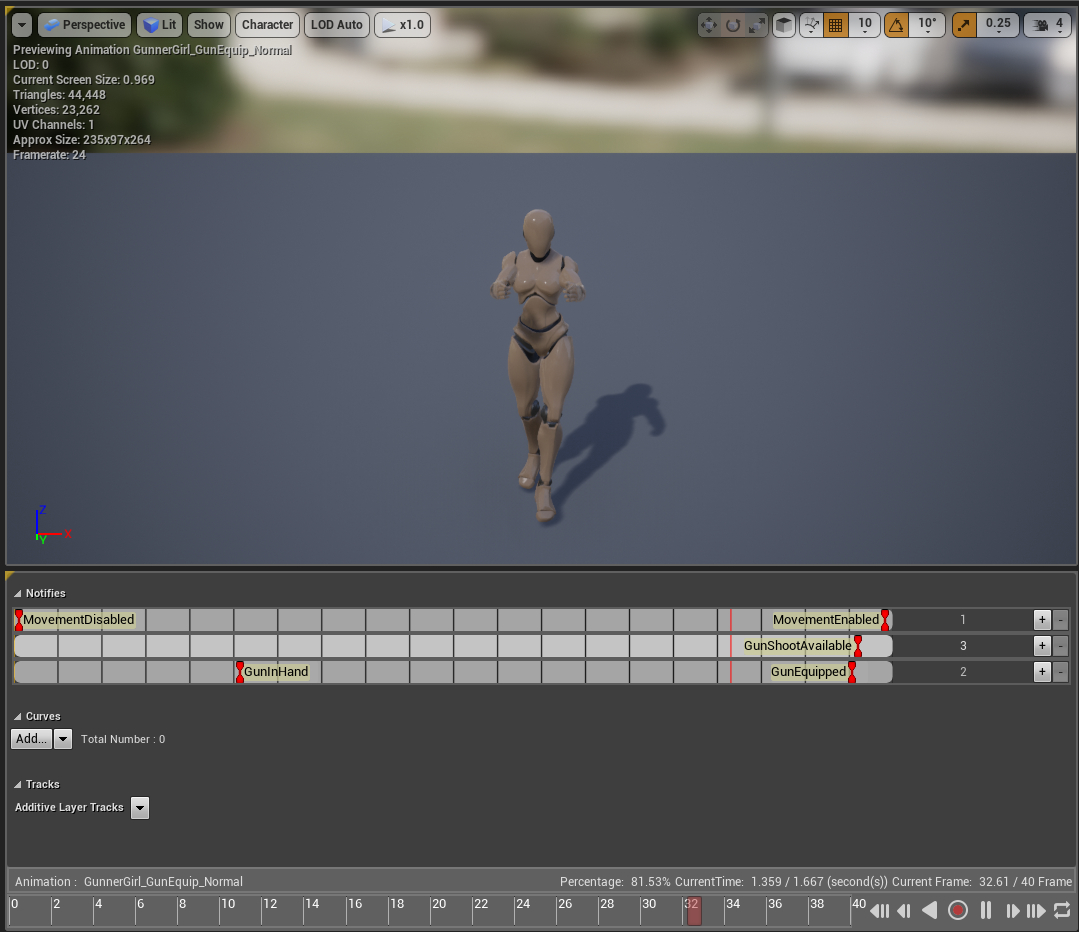 Perspective Lit Show Character LOD Auto x1.0 10 10° 0.25 4
Previewing Animation GunnerGirl_GunEquip_Normal
LOD: 0
Current Screen Size: 0.969
Triangles: 44,448
Vertices: 23,262
UV Channels: 1
Approx Size: 235x97x264
Framerate: 24
Z
X
Y
Notifies
MovementDisabled MovementEnabled 1 + -
GunShootAvailable 3 + -
GunInHand GunEquipped 2 + -
Curves
Add... Total Number : 0
Tracks
Additive Layer Tracks
Animation : GunnerGirl_GunEquip_Normal Percentage: 81.53% CurrentTime: 1.359 / 1.667 (second(s)) Current Frame: 32.61 / 40 Frame
0 2 4 6 8 10 12 14 16 18 20 22 24 26 28 30 32 34 36 38 40